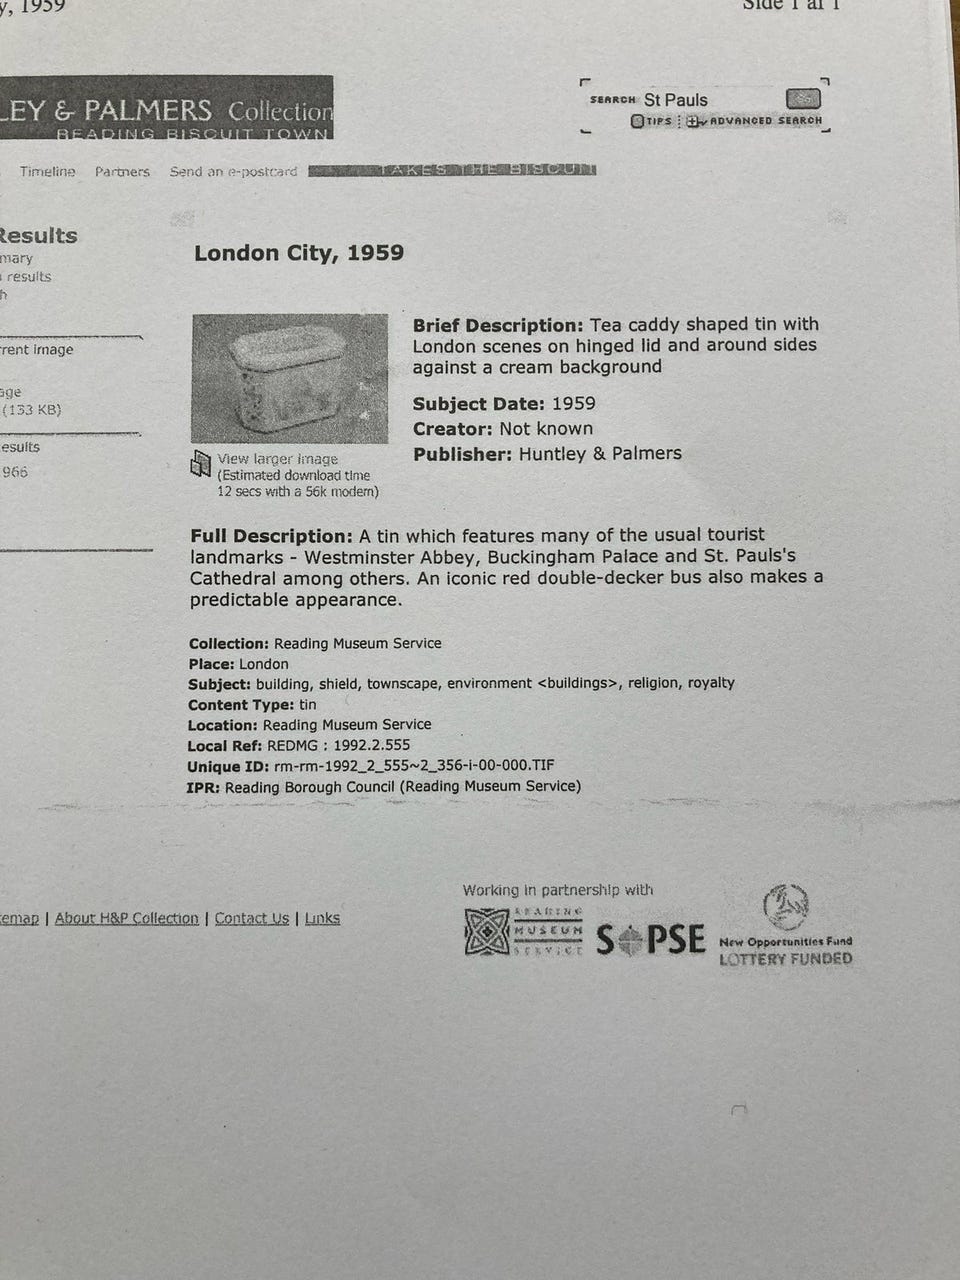 y, 1959
Side 1 af 1
LEY & PALMERS Collection
READING BISCUIT TOWN
SEARCH St Pauls
TIPS ADVANCED SEARCH
Timeline Partners Send an e-postcard TAKES THE BISCUIT
Results
mary
results
h
rent image
age
(133 KB)
esults
966
London City, 1959
Brief Description: Tea caddy shaped tin with
London scenes on hinged lid and around sides
against a cream background
Subject Date: 1959
Creator: Not known
Publisher: Huntley & Palmers
View larger image
(Estimated download time
12 secs with a 56k modem)
Full Description: A tin which features many of the usual tourist
landmarks - Westminster Abbey, Buckingham Palace and St. Pauls's
Cathedral among others. An iconic red double-decker bus also makes a
predictable appearance.
Collection: Reading Museum Service
Place: London
Subject: building, shield, townscape, environment <buildings>, religion, royalty
Content Type: tin
Location: Reading Museum Service
Local Ref: REDMG : 1992.2.555
Unique ID: rm-rm-1992_2_555~2_356-i-00-000.TIF
IPR: Reading Borough Council (Reading Museum Service)
temap | About H&P Collection | Contact Us | Links
Working in partnership with
READING
MUSEUM
SERVICE
SOPSE
New Opportunities Fund
LOTTERY FUNDED